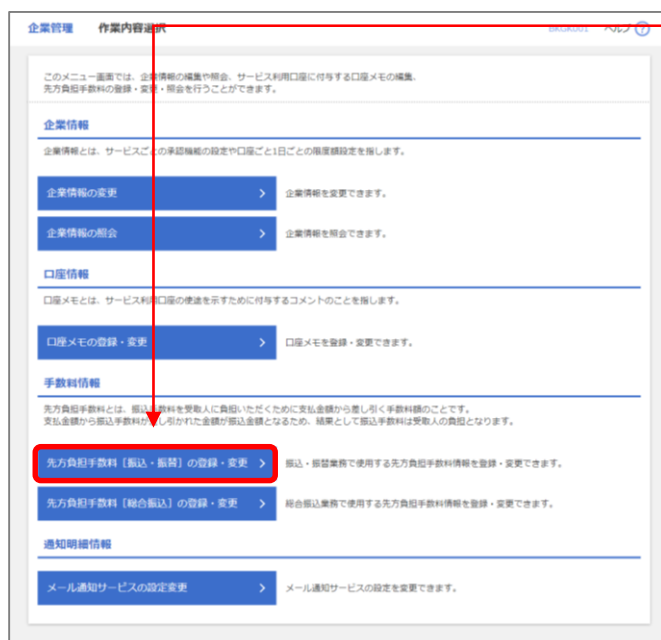 企業管理 作業内容選択 BKGK001 ヘルプ ?
このメニュー画面では、企業情報の編集や照会、サービス利用口座に付与する口座メモの編集、
先方負担手数料の登録・変更・照会を行うことができます。
企業情報
企業情報とは、サービスごとの承認機能の設定や口座ごと1日ごとの限度額設定を指します。
企業情報の変更 > 企業情報を変更できます。
企業情報の照会 > 企業情報を照会できます。
口座情報
口座メモとは、サービス利用口座の使途を示すために付与するコメントのことを指します。
口座メモの登録・変更 > 口座メモを登録・変更できます。
手数料情報
先方負担手数料とは、振込手数料を受取人に負担いただくために支払金額から差し引く手数料額のことです。
支払金額から振込手数料が差し引かれた金額が振込金額となるため、結果として振込手数料は受取人の負担となります。
先方負担手数料［振込・振替］の登録・変更 > 振込・振替業務で使用する先方負担手数料情報を登録・変更できます。
先方負担手数料［総合振込］の登録・変更 > 総合振込業務で使用する先方負担手数料情報を登録・変更できます。
通知明細情報
メール通知サービスの設定変更 > メール通知サービスの設定を変更できます。